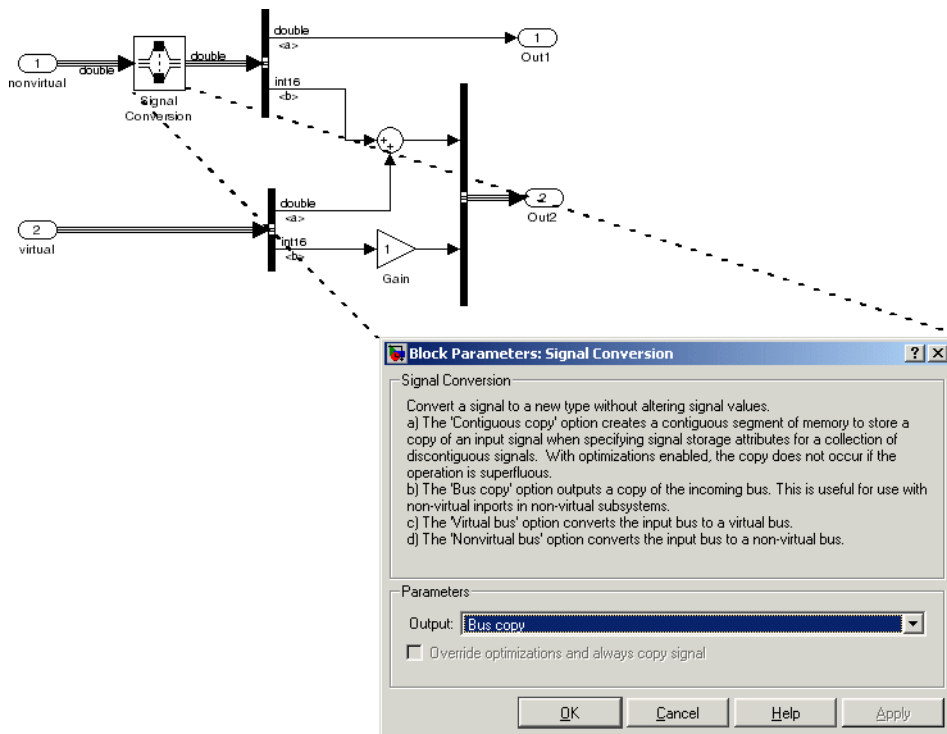 double
<a>
1
Out1
1
nonvirtual
double
double
Signal
Conversion
int16
<b>
+
+
double
<a>
2
Out2
2
virtual
int16
<b>
1
Gain
Block Parameters: Signal Conversion
Signal Conversion
Convert a signal to a new type without altering signal values.
a) The 'Contiguous copy' option creates a contiguous segment of memory to store a
copy of an input signal when specifying signal storage attributes for a collection of
discontiguous signals.  With optimizations enabled, the copy does not occur if the
operation is superfluous.
b) The 'Bus copy' option outputs a copy of the incoming bus. This is useful for use with
non-virtual inports in non-virtual subsystems.
c) The 'Virtual bus' option converts the input bus to a virtual bus.
d) The 'Nonvirtual bus' option converts the input bus to a non-virtual bus.
Parameters
Output: Bus copy
Override optimizations and always copy signal
OK Cancel Help Apply